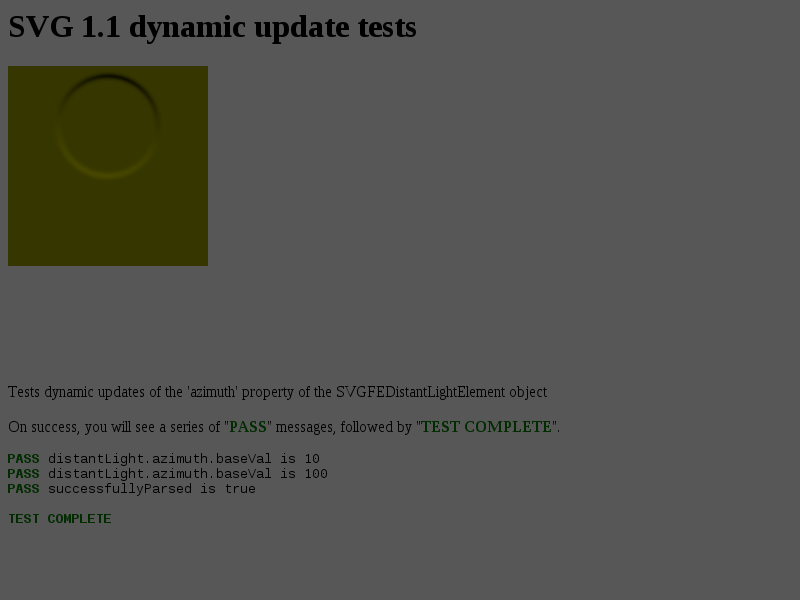 SVG 1.1 dynamic update tests
Tests dynamic updates of the 'azimuth' property of the SVGFEDistantLightElement object
On success, you will see a series of "PASS" messages, followed by "TEST COMPLETE".
PASS distantLight.azimuth.baseVal is 10
PASS distantLight.azimuth.baseVal is 100
PASS successfullyParsed is true
TEST COMPLETE